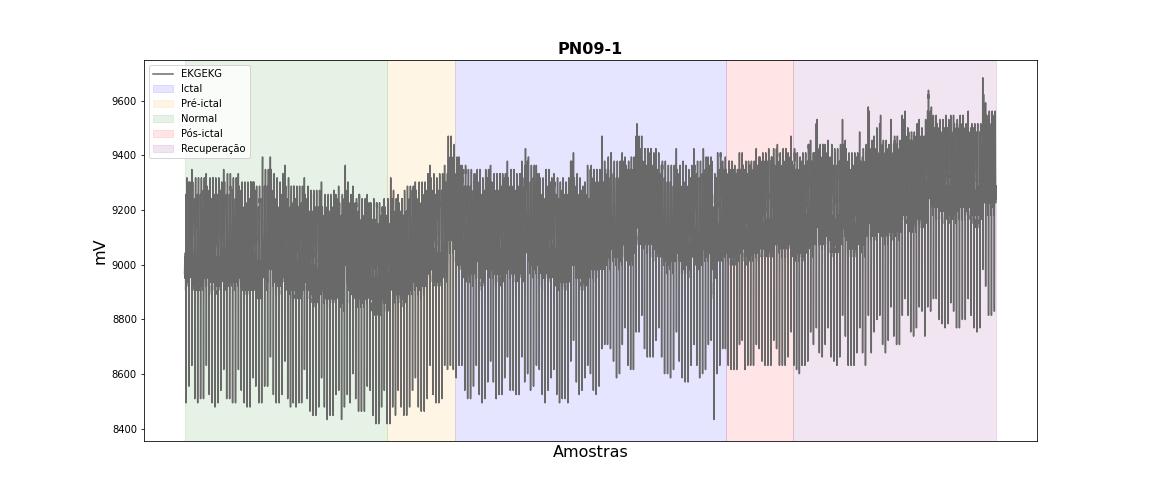 PN09-1
EKGEKG
Ictal
Pré-ictal
Normal
Pós-ictal
Recuperação
9600
9400
9200
9000
8800
8600
8400
mV
Amostras